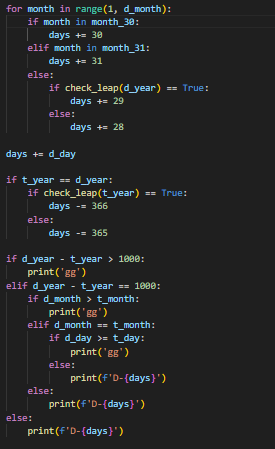 for month in range(1, d_month):
    if month in month_30:
        days += 30
    elif month in month_31:
        days += 31
    else:
        if check_leap(d_year) == True:
            days += 29
        else:
            days += 28

days += d_day

if t_year == d_year:
    if check_leap(t_year) == True:
        days -= 366
    else:
        days -= 365

if d_year - t_year > 1000:
    print('gg')
elif d_year - t_year == 1000:
    if d_month > t_month:
        print('gg')
    elif d_month == t_month:
        if d_day >= t_day:
            print('gg')
        else:
            print(f'D-{days}')
    else:
        print(f'D-{days}')
else:
    print(f'D-{days}')